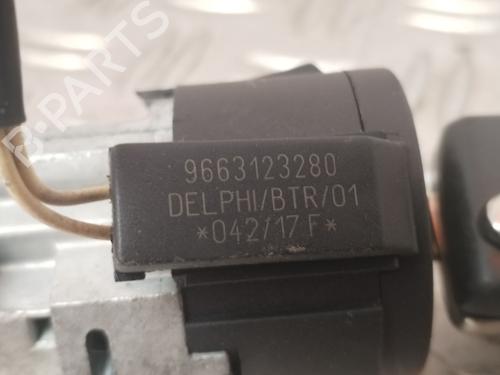 B-PARTS
9663123280
DELPHI/BTR/01
*042/17 F*